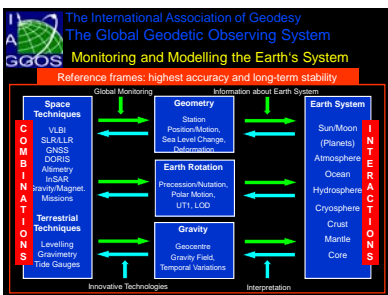 IAG
GGOS
The International Association of Geodesy
The Global Geodetic Observing System
Monitoring and Modelling the Earth's System
Reference frames: highest accuracy and long-term stability
Global Monitoring
Information about Earth System
COMBINATIONS
Space
Techniques
VLBI
SLR/LLR
GNSS
DORIS
Altimetry
InSAR
Gravity/Magnet.
Missions
Terrestrial
Techniques
Levelling
Gravimetry
Tide Gauges
Geometry
Station
Position/Motion,
Sea Level Change,
Deformation
Earth Rotation
Precession/Nutation,
Polar Motion,
UT1, LOD
Gravity
Geocentre
Gravity Field,
Temporal Variations
Earth System
Sun/Moon
(Planets)
Atmosphere
Ocean
Hydrosphere
Cryosphere
Crust
Mantle
Core
INTERACTIONS
Innovative Technologies
Interpretation